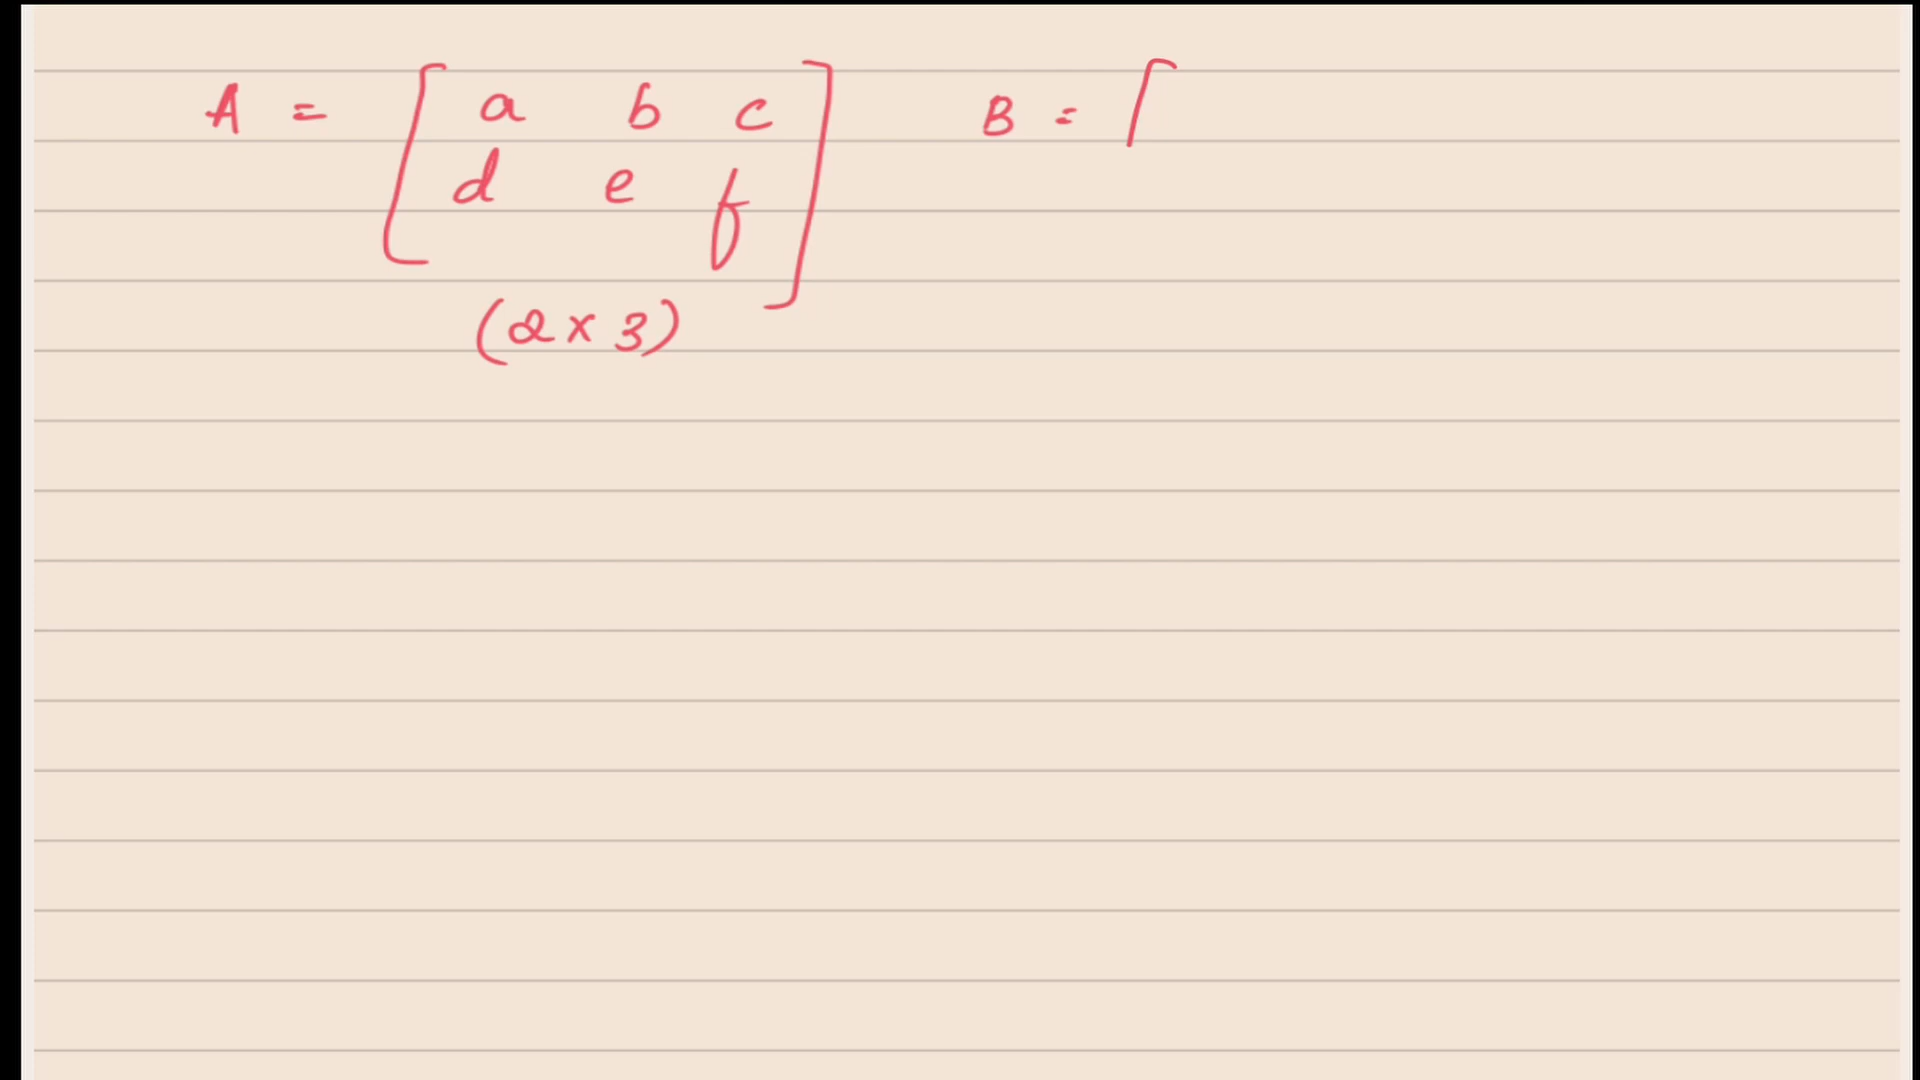 A = [ a b c ] B = [
d e f
(2 x 3)